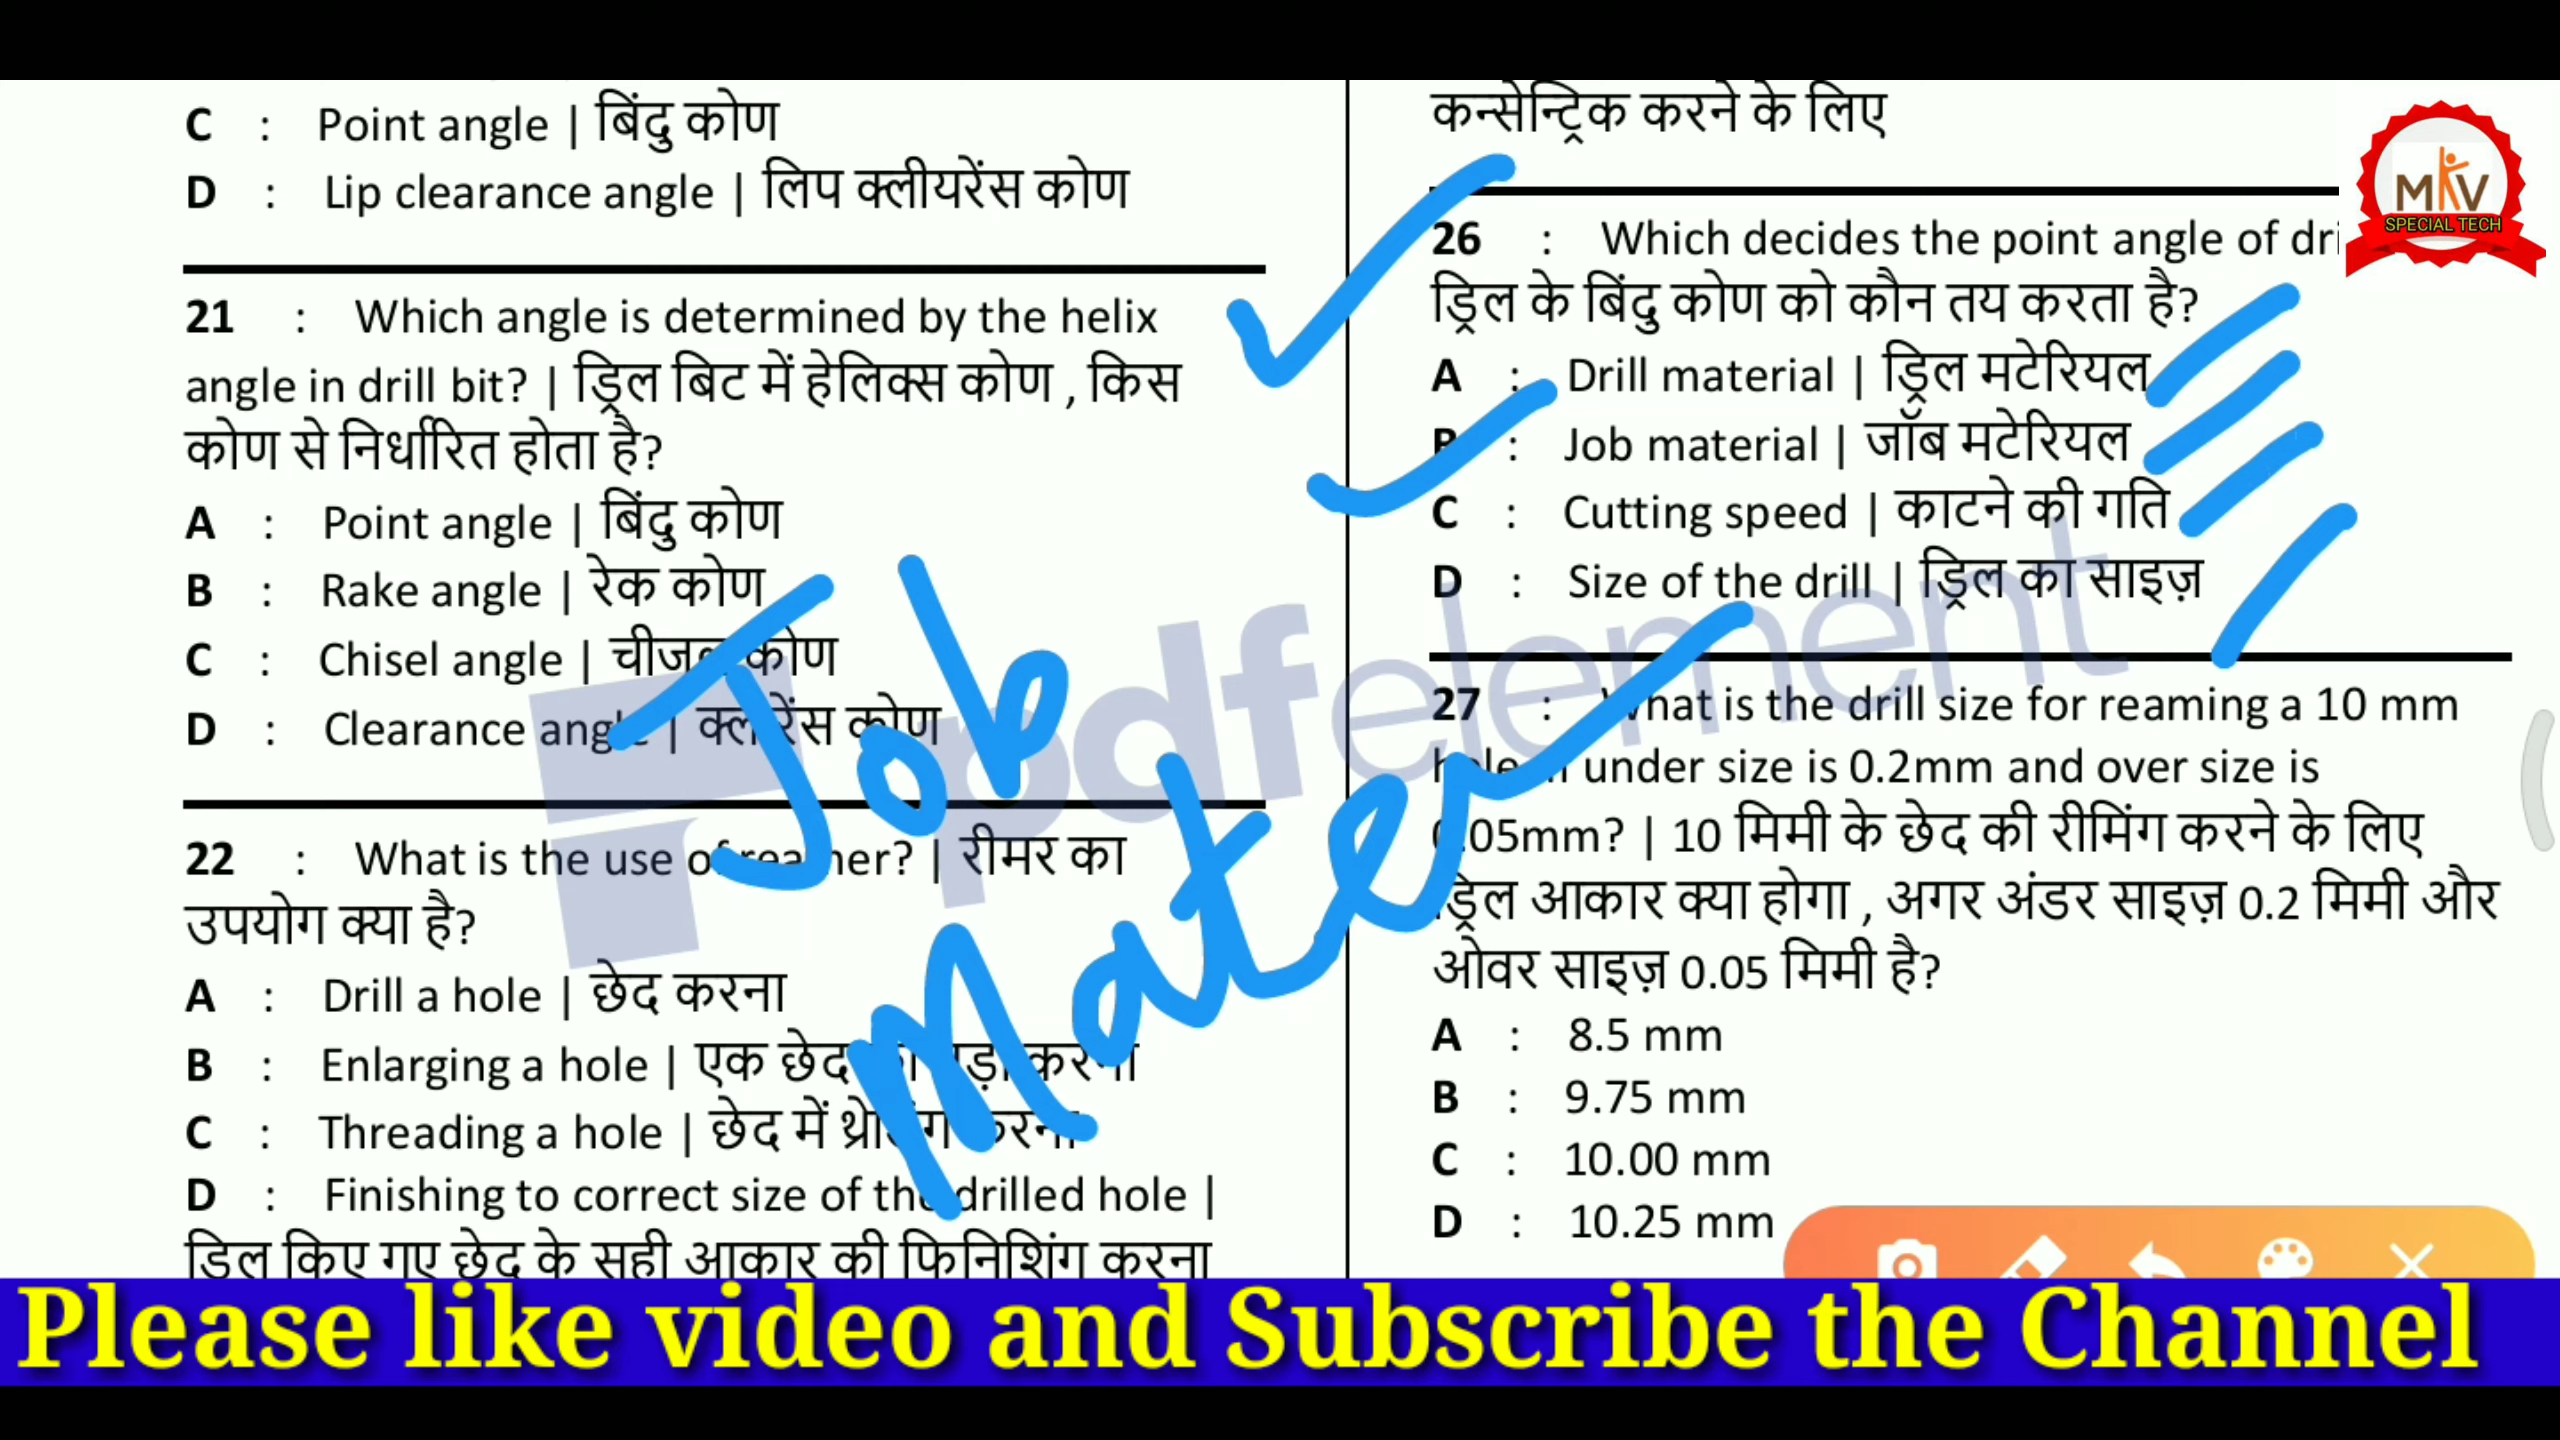 C : Point angle | बिंदु कोण
D : Lip clearance angle | लिप क्लीयरेंस कोण
21 : Which angle is determined by the helix
angle in drill bit? | ड्रिल बिट में हेलिक्स कोण , किस
कोण से निर्धारित होता है?
A : Point angle | बिंदु कोण
B : Rake angle | रेक कोण
C : Chisel angle | कोण
D : Clearance | कोण
22 : What is the use | रीमर का
उपयोग क्या है?
A : Drill a hole | छेद करना
B : Enlarging a hole | एक छेद
C : Threading a hole | छेद में
D : Finishing to correct size of drilled hole |
ड्रिल किए गए छेद के सही आकार की फिनिशिंग करना
कन्सेन्ट्रिक करने के लिए
26 : Which decides the point angle of
ड्रिल के बिंदु कोण को कौन तय करता है?
A : Drill material | ड्रिल मटेरियल
: Job material | जॉब मटेरियल
C : Cutting speed | काटने की गति
D : Size of the drill | ड्रिल का साइज़
27 : What is the drill size for reaming a 10 mm
under size is 0.2mm and over size is
0.05mm? | 10 मिमी के छेद की रीमिंग करने के लिए
ड्रिल आकार क्या होगा , अगर अंडर साइज़ 0.2 मिमी और
ओवर साइज़ 0.05 मिमी है?
A : 8.5 mm
B : 9.75 mm
C : 10.00 mm
D : 10.25 mm
Job
pdfelement
MKV
SPECIAL TECH
Please like video and Subscribe the Channel